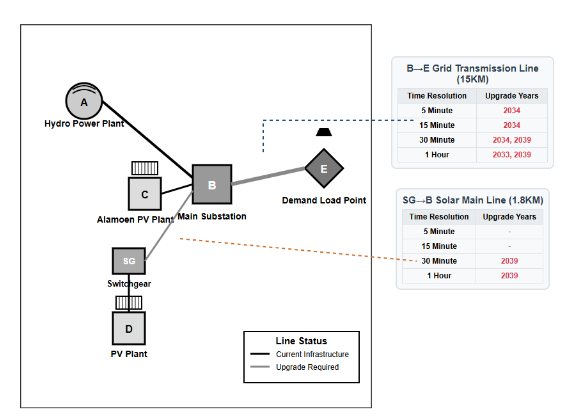 A
Hydro Power Plant
C
Alamoen PV Plant
B
Main Substation
E
Demand Load Point
SG
Switchgear
D
PV Plant
Line Status
Current Infrastructure
Upgrade Required
B→E Grid Transmission Line
(15KM)
Time Resolution Upgrade Years
5 Minute 2034
15 Minute 2034
30 Minute 2034, 2039
1 Hour 2033, 2039
SG→B Solar Main Line (1.8KM)
Time Resolution Upgrade Years
5 Minute -
15 Minute -
30 Minute 2039
1 Hour 2039